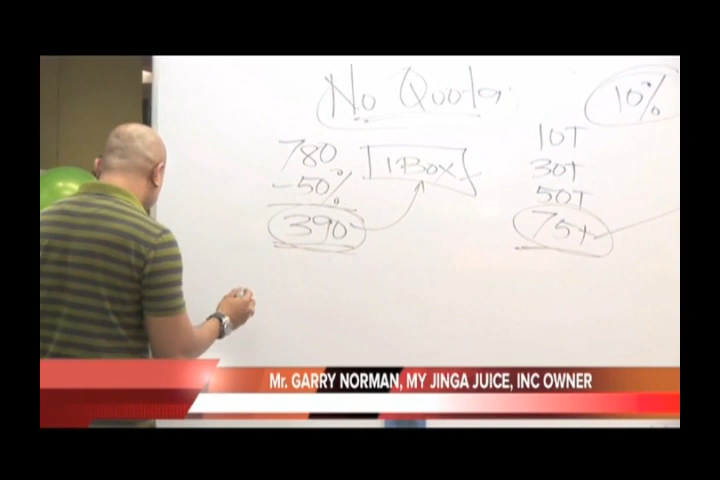 No Quota
10%
780
-50%
390
1-BOX
10T
30T
50T
75T
Mr. GARRY NORMAN, MY JINGA JUICE, INC OWNER